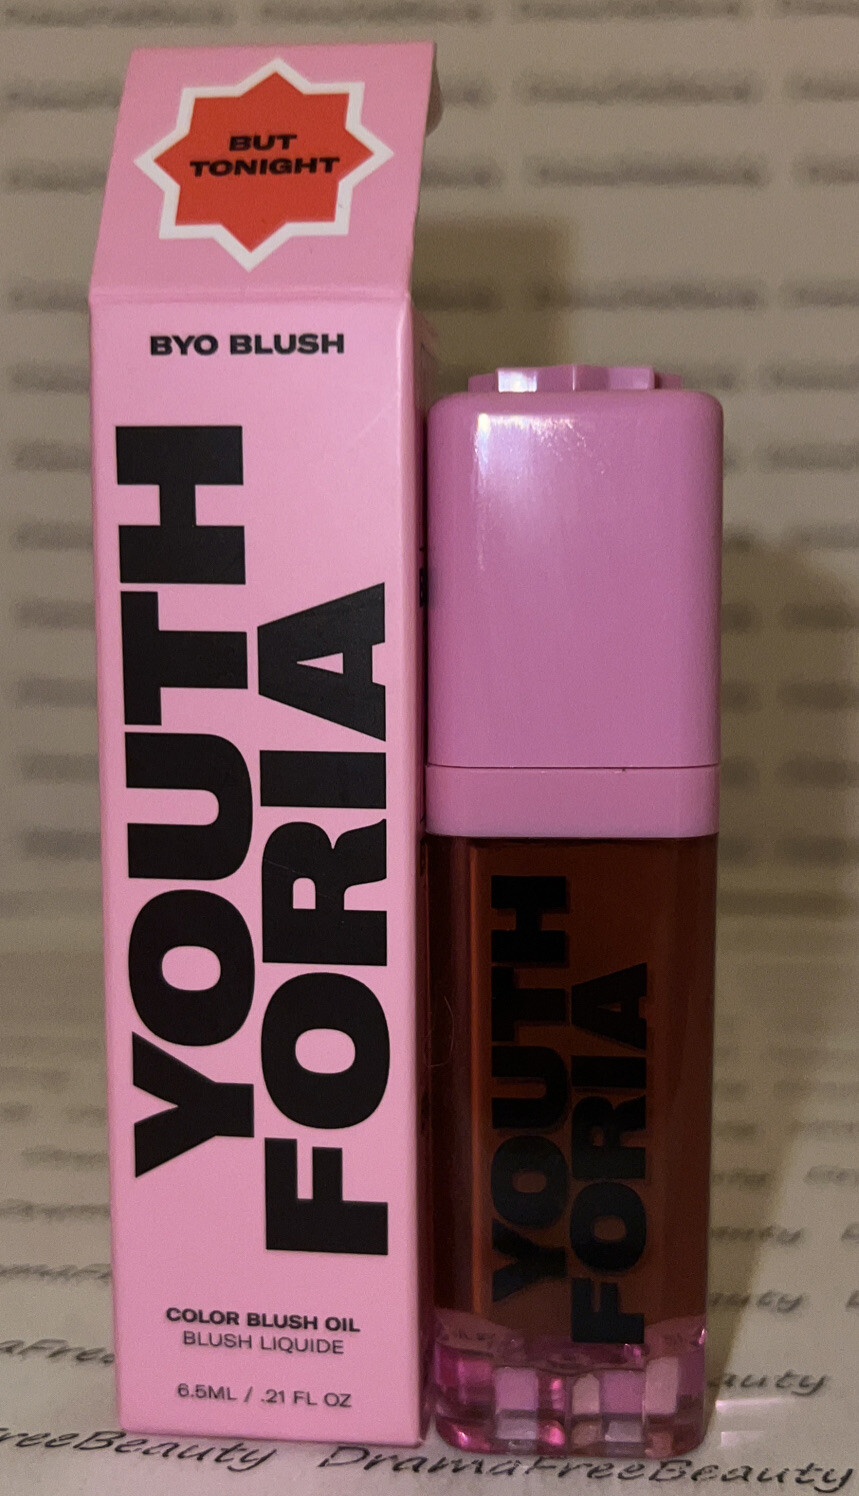 BUT
TONIGHT
BYO BLUSH
YOUTH
FORIA
COLOR BLUSH OIL
BLUSH LIQUIDE
6.5ML / .21 FL OZ
YOUTH
FORIA
DramaFreeBeauty